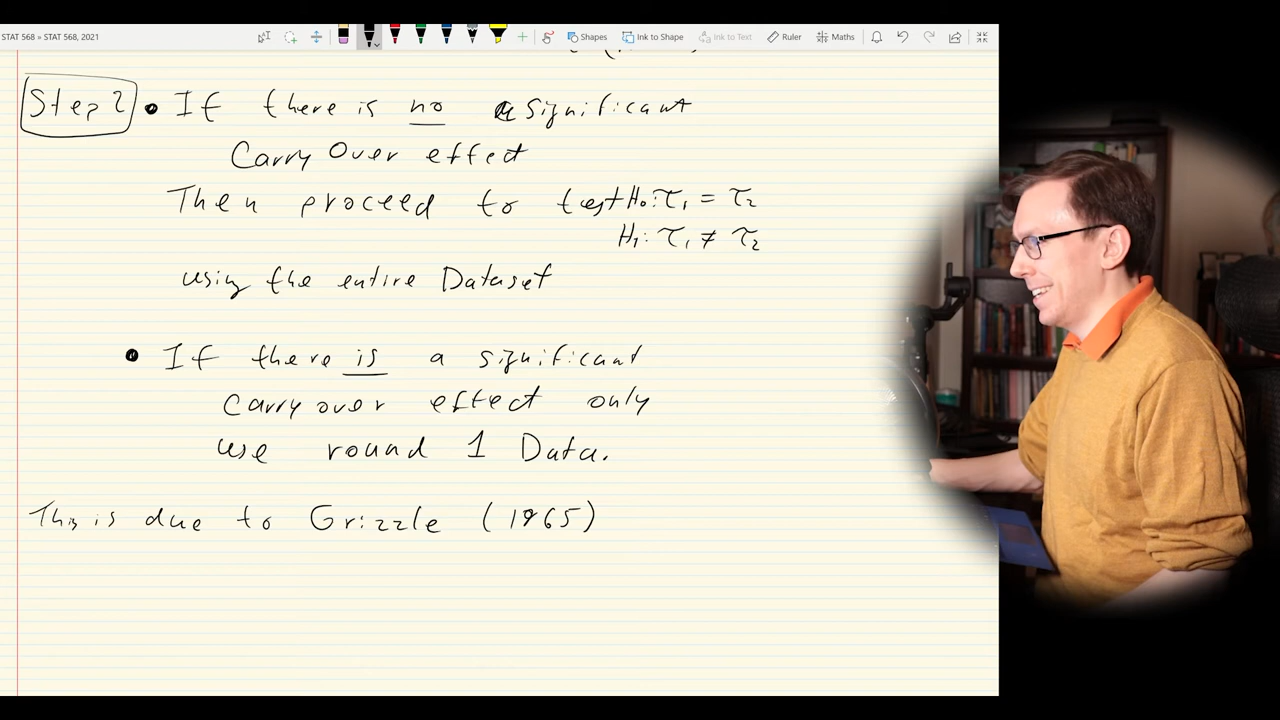 STAT 568 » STAT 568, 2021
Shapes
Ink to Shape
Ink to Text
Ruler
Maths
Step 2 • If there is no significant
Carry Over effect
Then proceed to test H₀: τ₁ = τ₂
H₁: τ₁ ≠ τ₂
using the entire Dataset
• If there is a significant
carry over effect only
use round 1 Data.
This is due to Grizzle (1965)